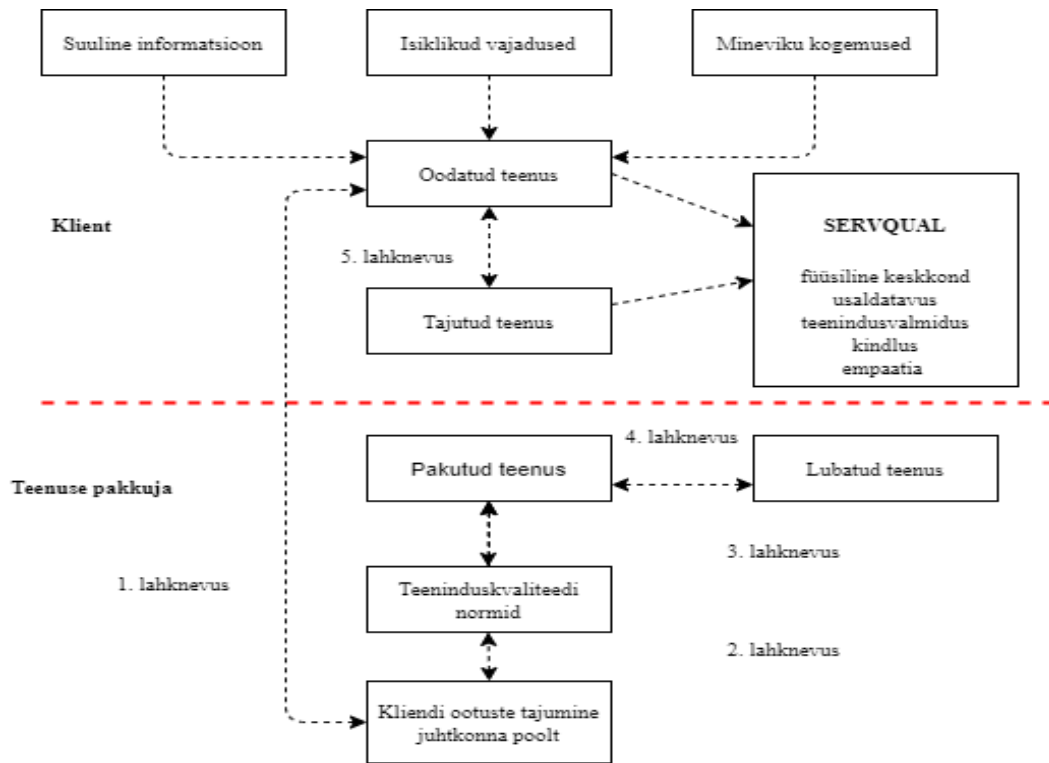 Suuline informatsioon
Isiklikud vajadused
Mineviku kogemused
Oodatud teenus
Klient
SERVQUAL
5. lahknevus
füüsiline keskkond
usaldatavus
teenindusvalmidus
kindlus
empaatia
Tajutud teenus
4. lahknevus
Pakutud teenus
Lubatud teenus
Teenuse pakkuja
3. lahknevus
1. lahknevus
Teeninduskvaliteedi
normid
2. lahknevus
Kliendi ootuste tajumine
juhtkonna poolt